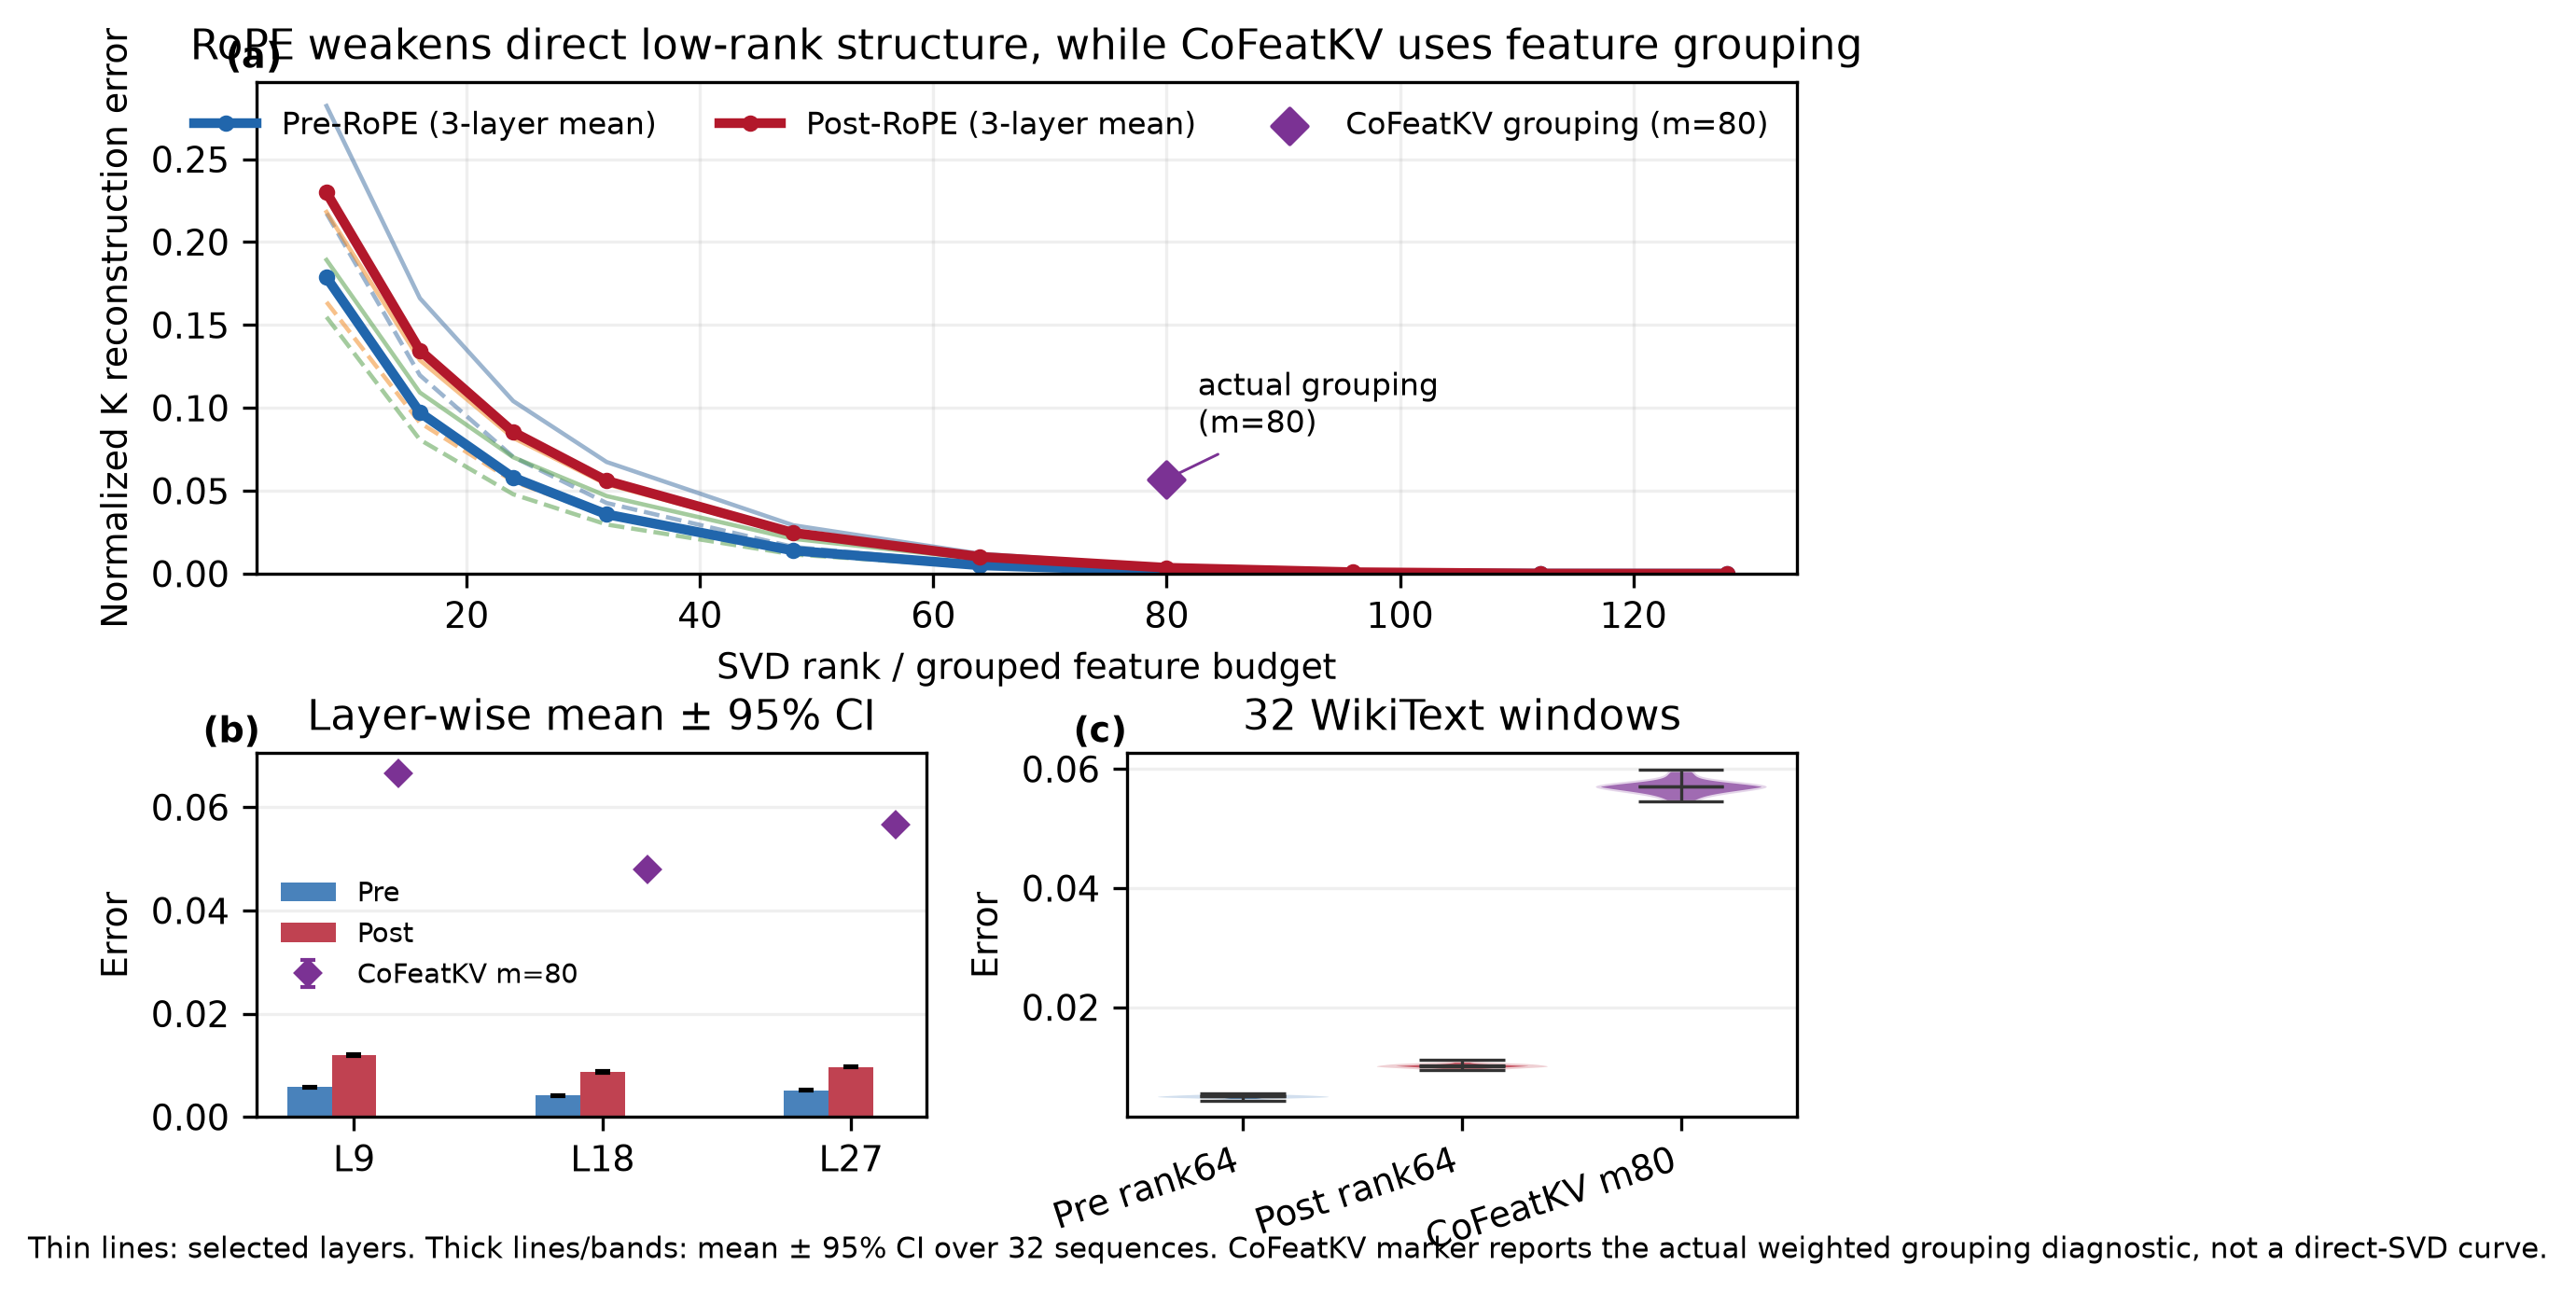 RoPE weakens direct low-rank structure, while CoFeatKV uses feature grouping
(a)
Pre-RoPE (3-layer mean)
Post-RoPE (3-layer mean)
CoFeatKV grouping (m=80)
Normalized K reconstruction error
0.25
0.20
0.15
0.10
0.05
0.00
actual grouping
(m=80)
20
40
60
80
100
120
SVD rank / grouped feature budget
(b)
Layer-wise mean ± 95% CI
Error
0.06
0.04
0.02
0.00
Pre
Post
CoFeatKV m=80
L9
L18
L27
(c)
32 WikiText windows
Error
0.06
0.04
0.02
Pre rank64
Post rank64
CoFeatKV m80
Thin lines: selected layers. Thick lines/bands: mean ± 95% CI over 32 sequences. CoFeatKV marker reports the actual weighted grouping diagnostic, not a direct-SVD curve.